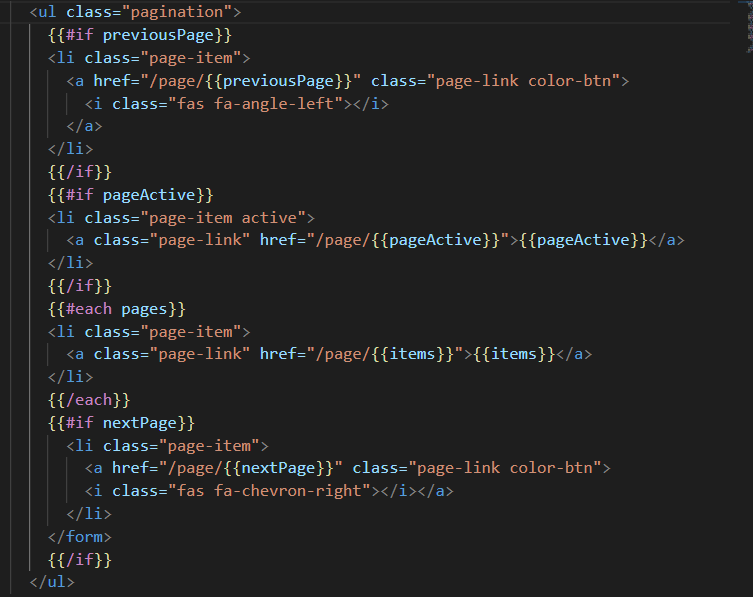 <ul class="pagination">
{{#if previousPage}}
<li class="page-item">
<a href="/page/{{previousPage}}" class="page-link color-btn">
<i class="fas fa-angle-left"></i>
</a>
</li>
{{/if}}
{{#if pageActive}}
<li class="page-item active">
<a class="page-link" href="/page/{{pageActive}}">{{pageActive}}</a>
</li>
{{/if}}
{{#each pages}}
<li class="page-item">
<a class="page-link" href="/page/{{items}}">{{items}}</a>
</li>
{{/each}}
{{#if nextPage}}
<li class="page-item">
<a href="/page/{{nextPage}}" class="page-link color-btn">
<i class="fas fa-chevron-right"></i></a>
</li>
</form>
{{/if}}
</ul>